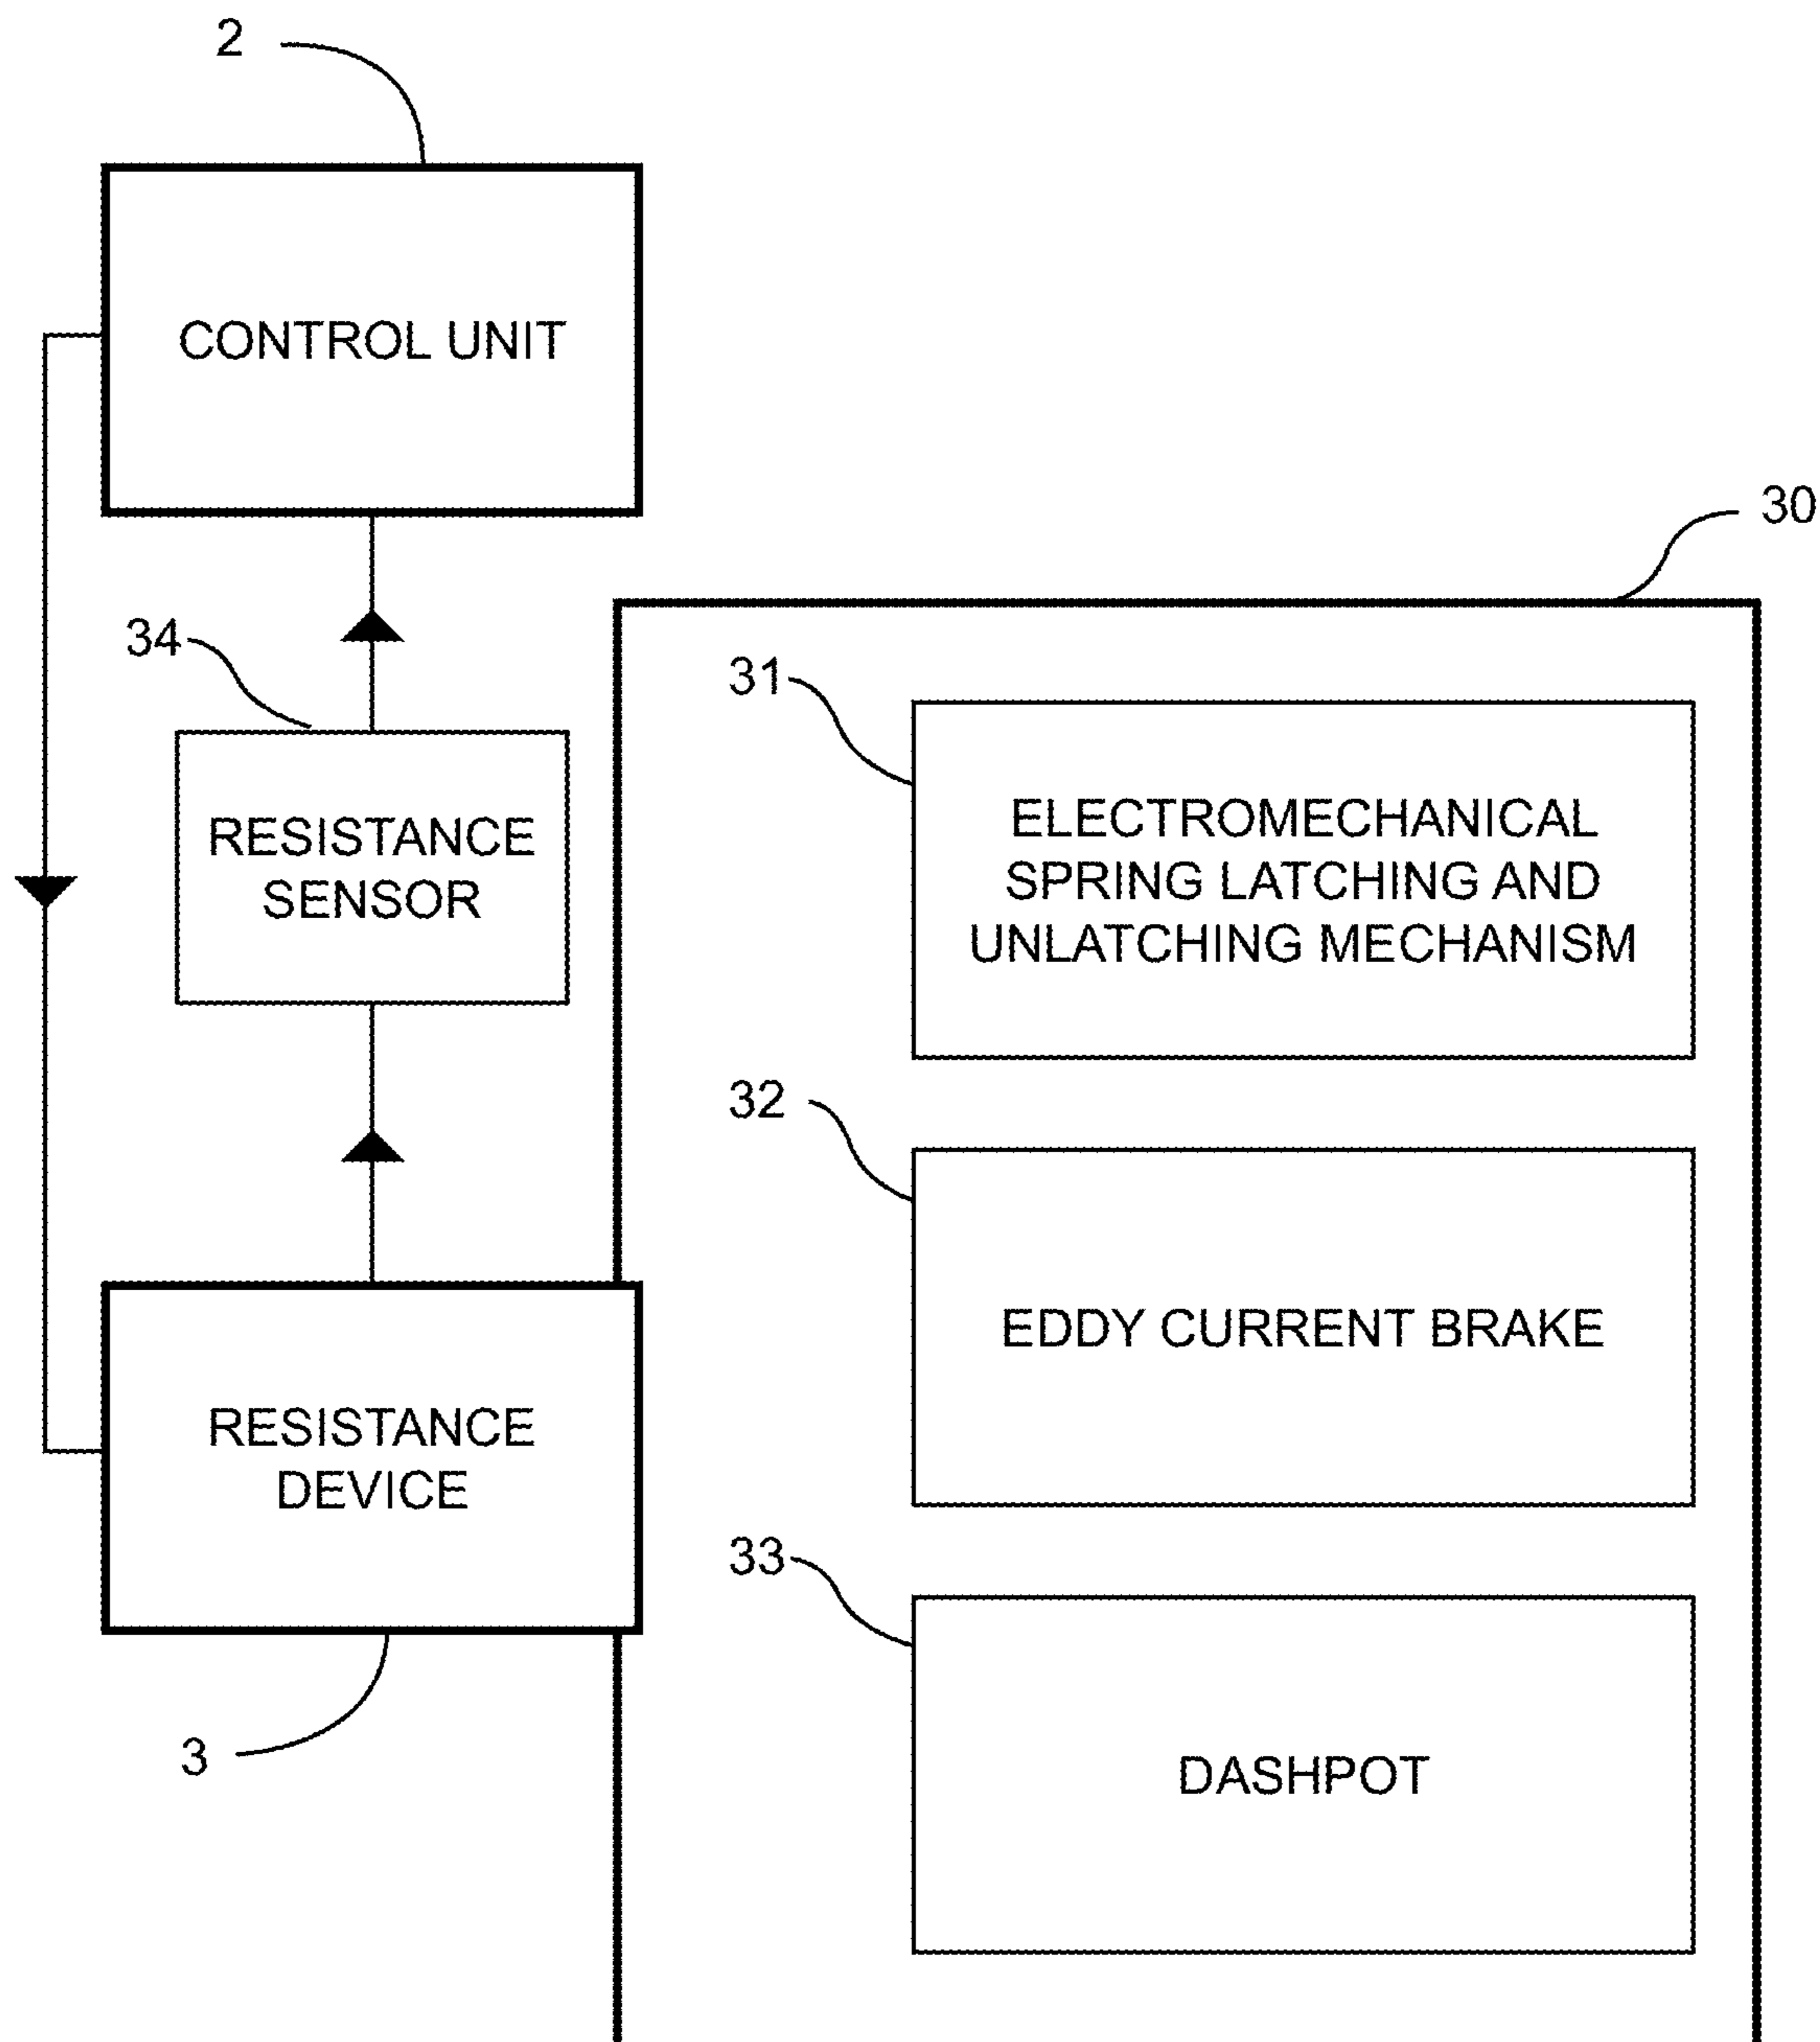 2
CONTROL UNIT
30
34
31
RESISTANCE
SENSOR
ELECTROMECHANICAL
SPRING LATCHING AND
UNLATCHING MECHANISM
32
EDDY CURRENT BRAKE
RESISTANCE
DEVICE
33
3
DASHPOT